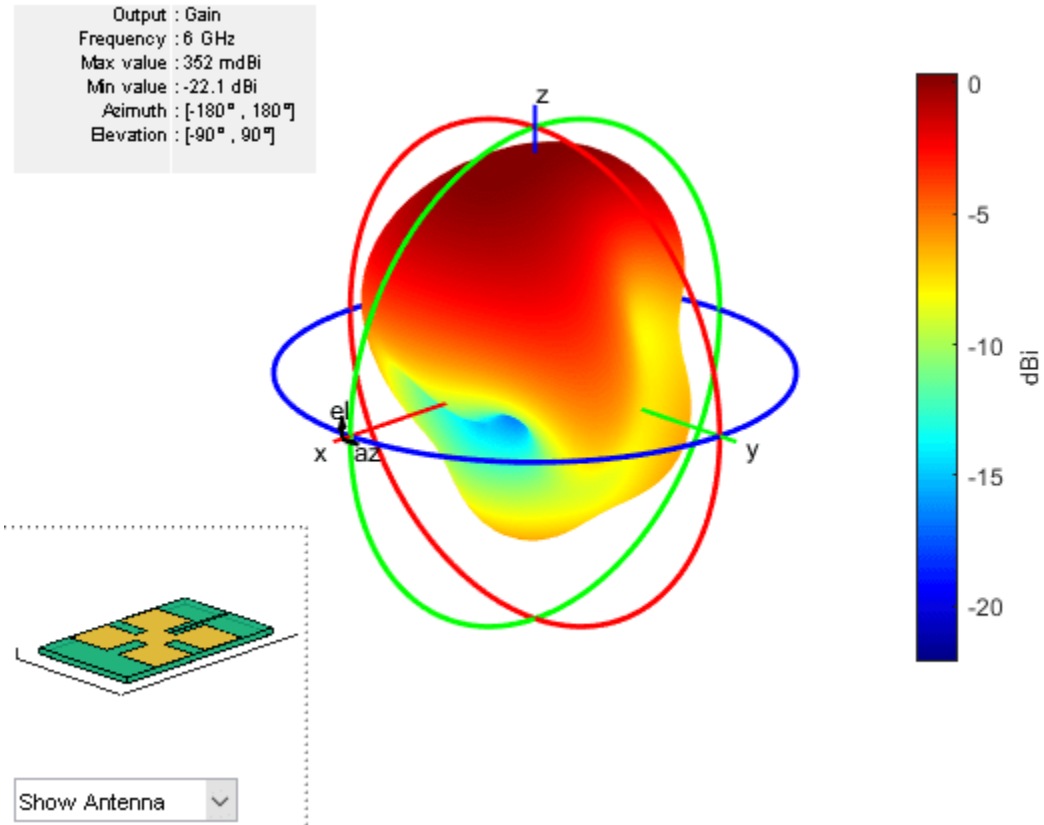 Output : Gain
Frequency : 6 GHz
Max value : 352 mdBi
Min value : -22.1 dBi
Azimuth : [-180° , 180°]
Elevation : [-90° , 90°]
z
0
-5
-10
-15
-20
dBi
el
x
az
y
Show Antenna